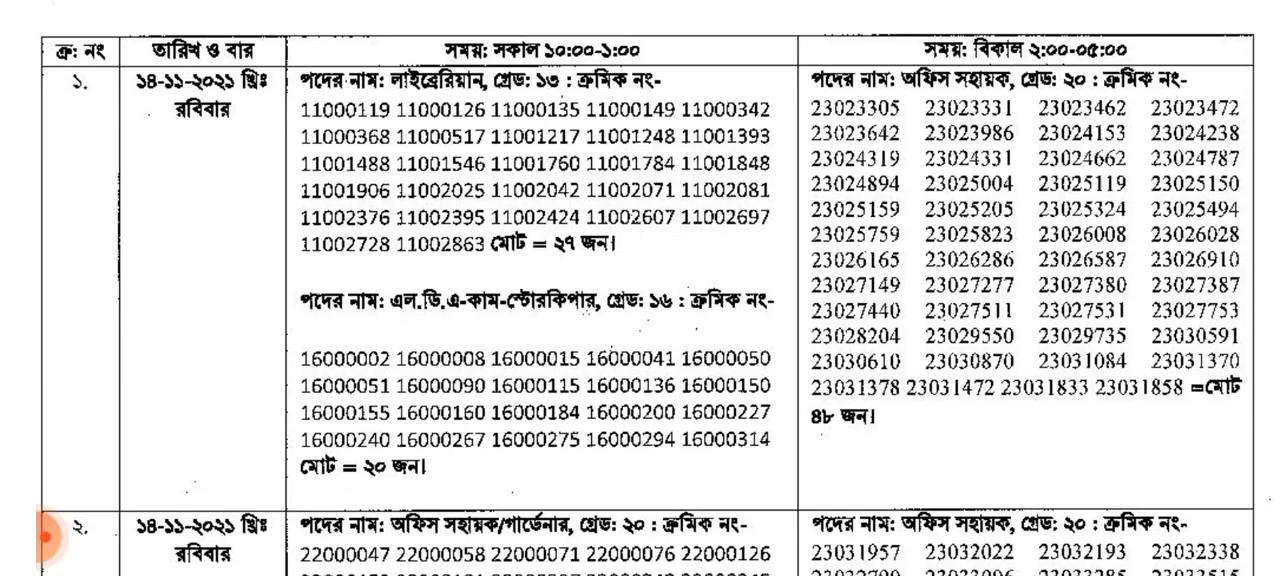 ক্র: নং
তারিখ ও বার
সময়: সকাল ১০:০০-১:০০
সময়: বিকাল ২:০০-০৫:০০
১.
১৪-১১-২০২১ খ্রিঃ
রবিবার
পদের নাম: লাইব্রেরিয়ান, গ্রেড: ১৩ : ক্রমিক নং-
11000119 11000126 11000135 11000149 11000342
11000368 11000517 11001217 11001248 11001393
11001488 11001546 11001760 11001784 11001848
11001906 11002025 11002042 11002071 11002081
11002376 11002395 11002424 11002607 11002697
11002728 11002863 মোট = ২৭ জন।
পদের নাম: এল.ডি.এ-কাম-স্টোরকিপার, গ্রেড: ১৬ : ক্রমিক নং-
16000002 16000008 16000015 16000041 16000050
16000051 16000090 16000115 16000136 16000150
16000155 16000160 16000184 16000200 16000227
16000240 16000267 16000275 16000294 16000314
মোট = ২০ জন।
পদের নাম: অফিস সহায়ক, গ্রেড: ২০ : ক্রমিক নং-
23023305 23023331 23023462 23023472
23023642 23023986 23024153 23024238
23024319 23024331 23024662 23024787
23024894 23025004 23025119 23025150
23025159 23025205 23025324 23025494
23025759 23025823 23026008 23026028
23026165 23026286 23026587 23026910
23027149 23027277 23027380 23027387
23027440 23027511 23027531 23027753
23028204 23029550 23029735 23030591
23030610 23030870 23031084 23031370
23031378 23031472 23031833 23031858 =মোট
৪৮ জন।
২.
১৪-১১-২০২১ খ্রিঃ
রবিবার
পদের নাম: অফিস সহায়ক/গার্ডেনার, গ্রেড: ২০ : ক্রমিক নং-
22000047 22000058 22000071 22000076 22000126
পদের নাম: অফিস সহায়ক, গ্রেড: ২০ : ক্রমিক নং-
23031957 23032022 23032193 23032338